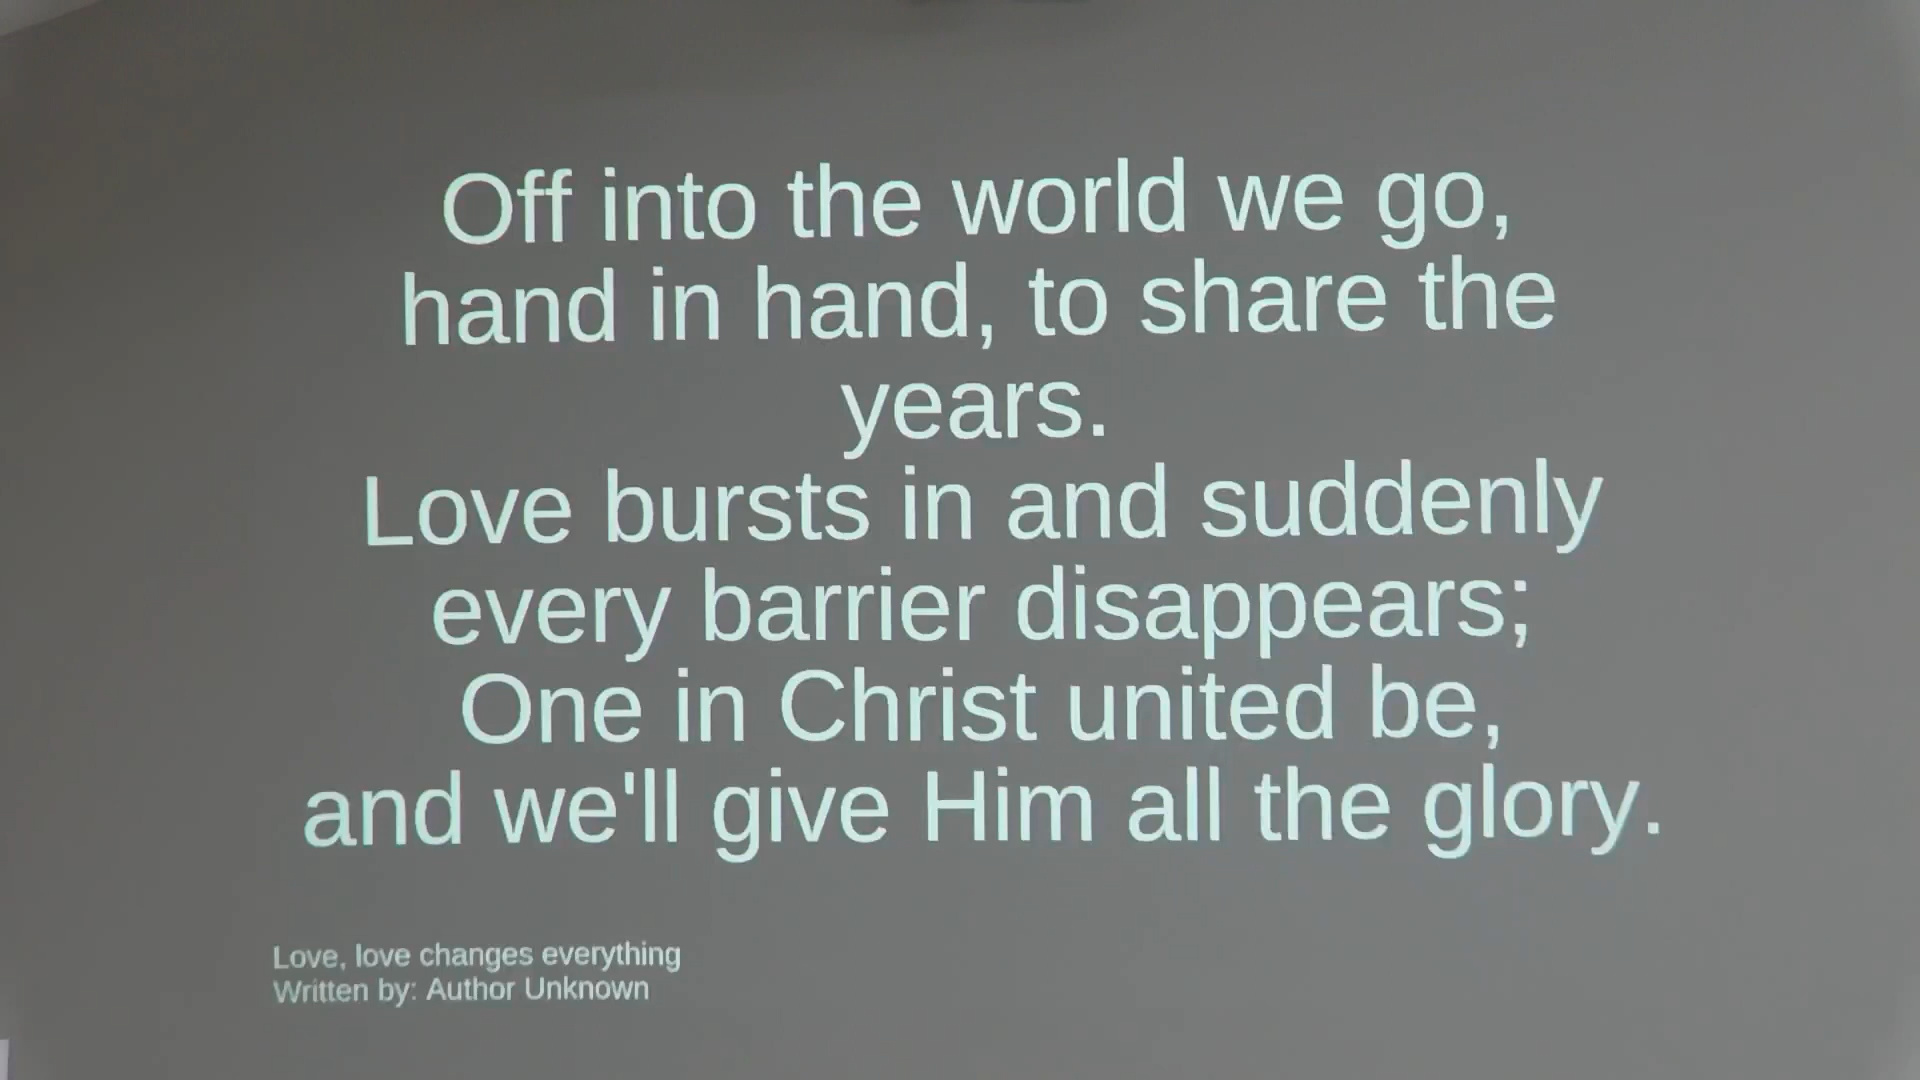 Off into the world we go,
hand in hand, to share the
years.
Love bursts in and suddenly
every barrier disappears;
One in Christ united be,
and we'll give Him all the glory.
Love, love changes everything
Written by: Author Unknown